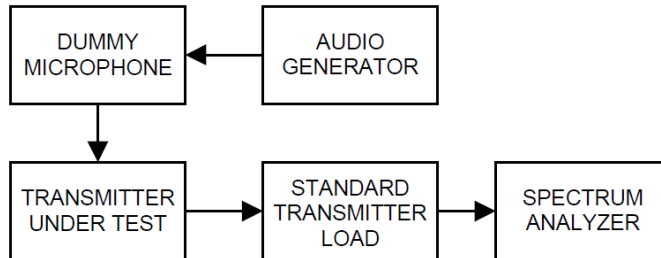 DUMMY
MICROPHONE
AUDIO
GENERATOR
TRANSMITTER
UNDER TEST
STANDARD
TRANSMITTER
LOAD
SPECTRUM
ANALYZER